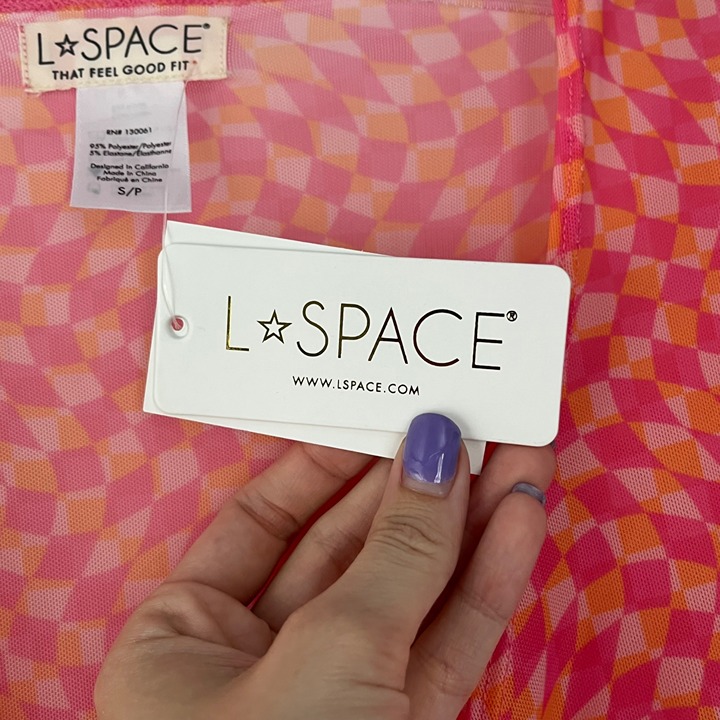 L☆SPACE®
THAT FEEL GOOD FIT®
RN# 130061
95% Polyester/Polyester
5% Elastane/Élasthanne
Designed in California
Made in China
Fabriqué en Chine
S/P
L☆SPACE®
WWW.LSPACE.COM